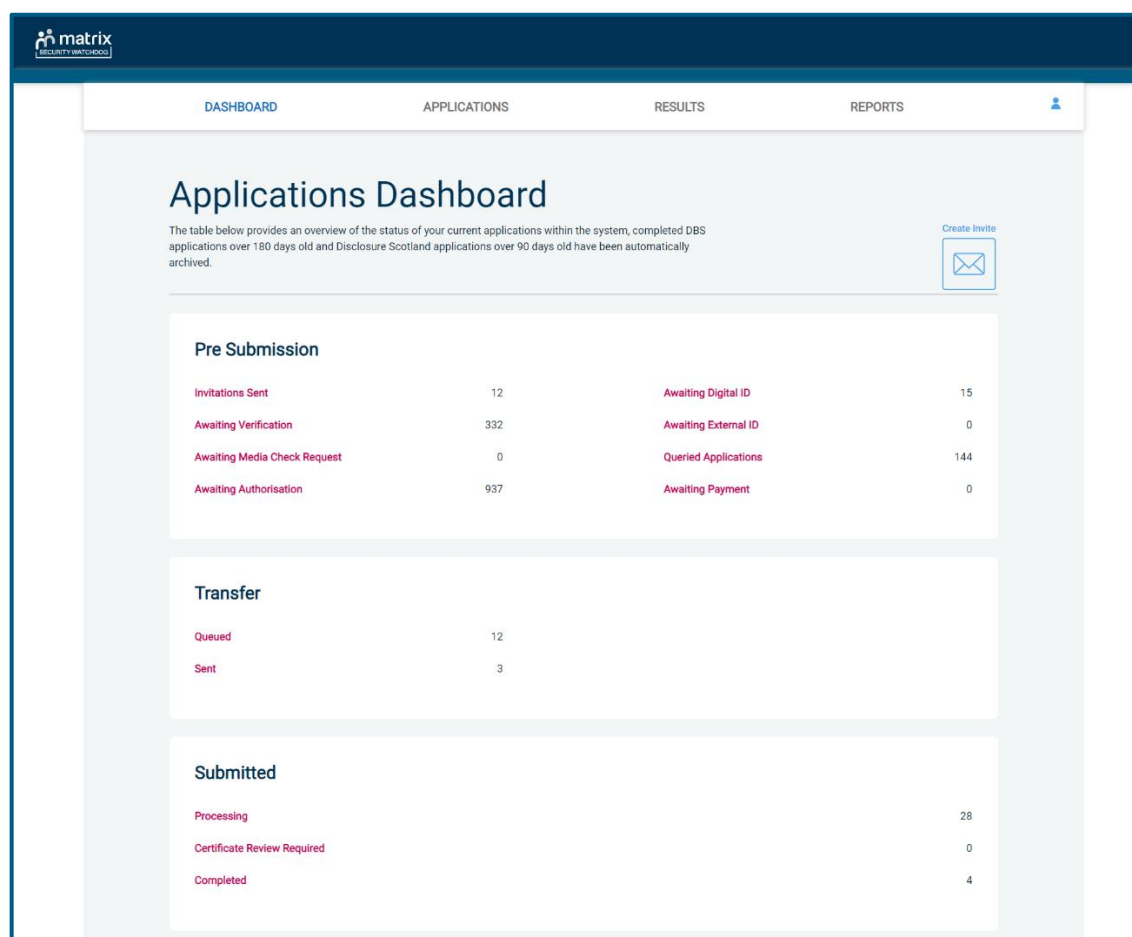 matrix
SECURITY WATCHDOG
DASHBOARD APPLICATIONS RESULTS REPORTS
Applications Dashboard
The table below provides an overview of the status of your current applications within the system, completed DBS
applications over 180 days old and Disclosure Scotland applications over 90 days old have been automatically
archived.
Create Invite
Pre Submission
Invitations Sent 12 Awaiting Digital ID 15
Awaiting Verification 332 Awaiting External ID 0
Awaiting Media Check Request 0 Queried Applications 144
Awaiting Authorisation 937 Awaiting Payment 0
Transfer
Queued 12
Sent 3
Submitted
Processing 28
Certificate Review Required 0
Completed 4